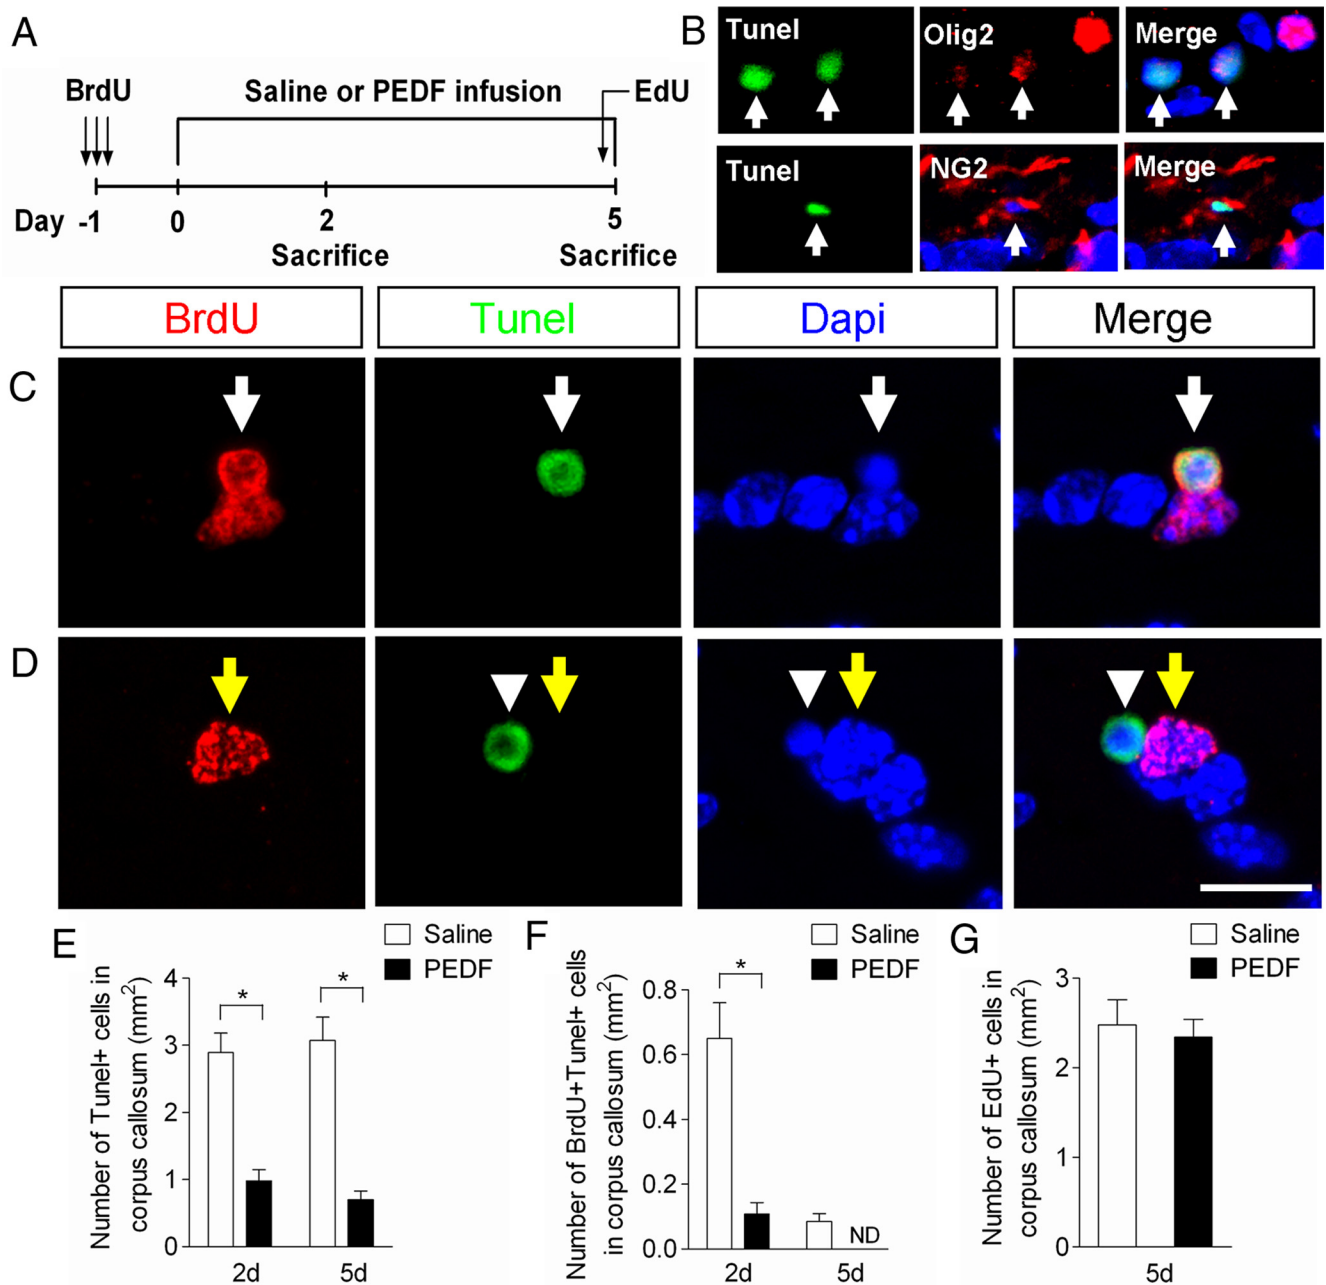 A
BrdU
Saline or PEDF infusion
EdU
Day -1 0 2 5
Sacrifice Sacrifice
B
Tunel Olig2 Merge
Tunel NG2 Merge
BrdU Tunel Dapi Merge
C
D
E
Saline
PEDF
Number of Tunel+ cells in
corpus callosum (mm²)
4
3
2
1
0
* *
2d 5d
F
Saline
PEDF
Number of BrdU+Tunel+ cells
in corpus callosum (mm²)
0.8
0.6
0.4
0.2
0.0
*
ND
2d 5d
G
Saline
PEDF
Number of EdU+ cells in
corpus callosum (mm²)
3
2
1
0
5d